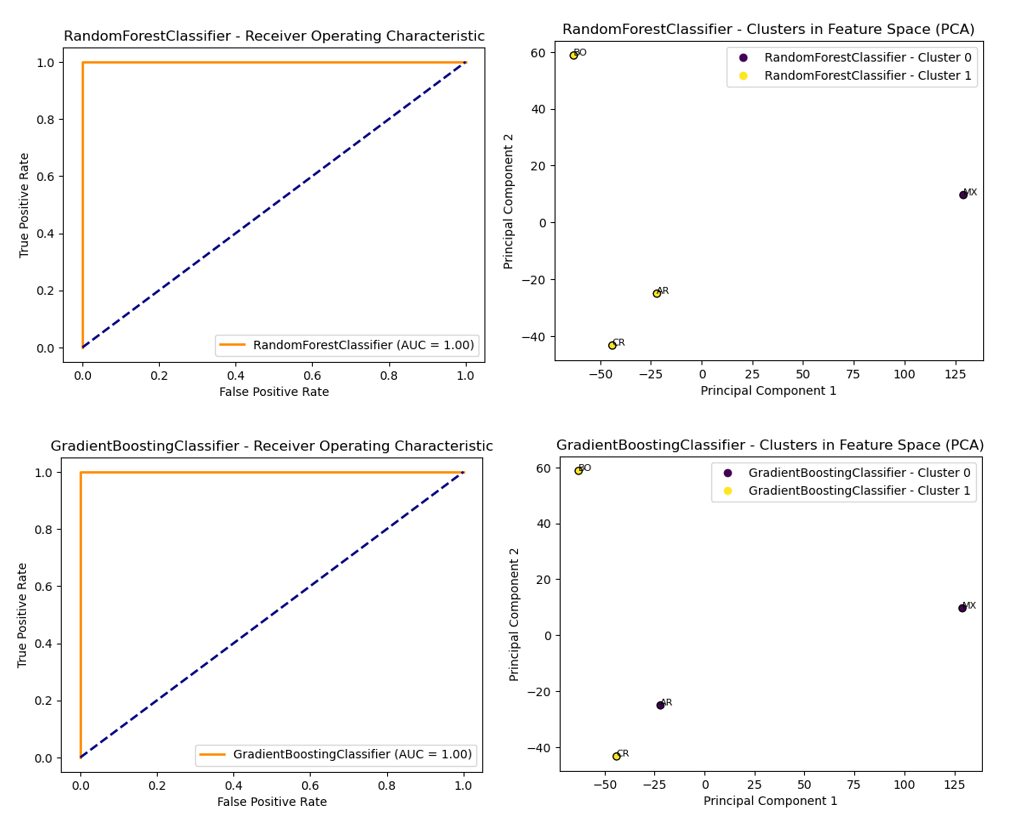 RandomForestClassifier - Receiver Operating Characteristic
True Positive Rate
1.0
0.8
0.6
0.4
0.2
0.0
RandomForestClassifier (AUC = 1.00)
0.0 0.2 0.4 0.6 0.8 1.0
False Positive Rate
RandomForestClassifier - Clusters in Feature Space (PCA)
Principal Component 2
60
40
20
0
−20
−40
RandomForestClassifier - Cluster 0
RandomForestClassifier - Cluster 1
BO
MX
AR
CR
−50 −25 0 25 50 75 100 125
Principal Component 1
GradientBoostingClassifier - Receiver Operating Characteristic
True Positive Rate
1.0
0.8
0.6
0.4
0.2
0.0
GradientBoostingClassifier (AUC = 1.00)
0.0 0.2 0.4 0.6 0.8 1.0
False Positive Rate
GradientBoostingClassifier - Clusters in Feature Space (PCA)
Principal Component 2
60
40
20
0
−20
−40
GradientBoostingClassifier - Cluster 0
GradientBoostingClassifier - Cluster 1
BO
MX
AR
CR
−50 −25 0 25 50 75 100 125
Principal Component 1